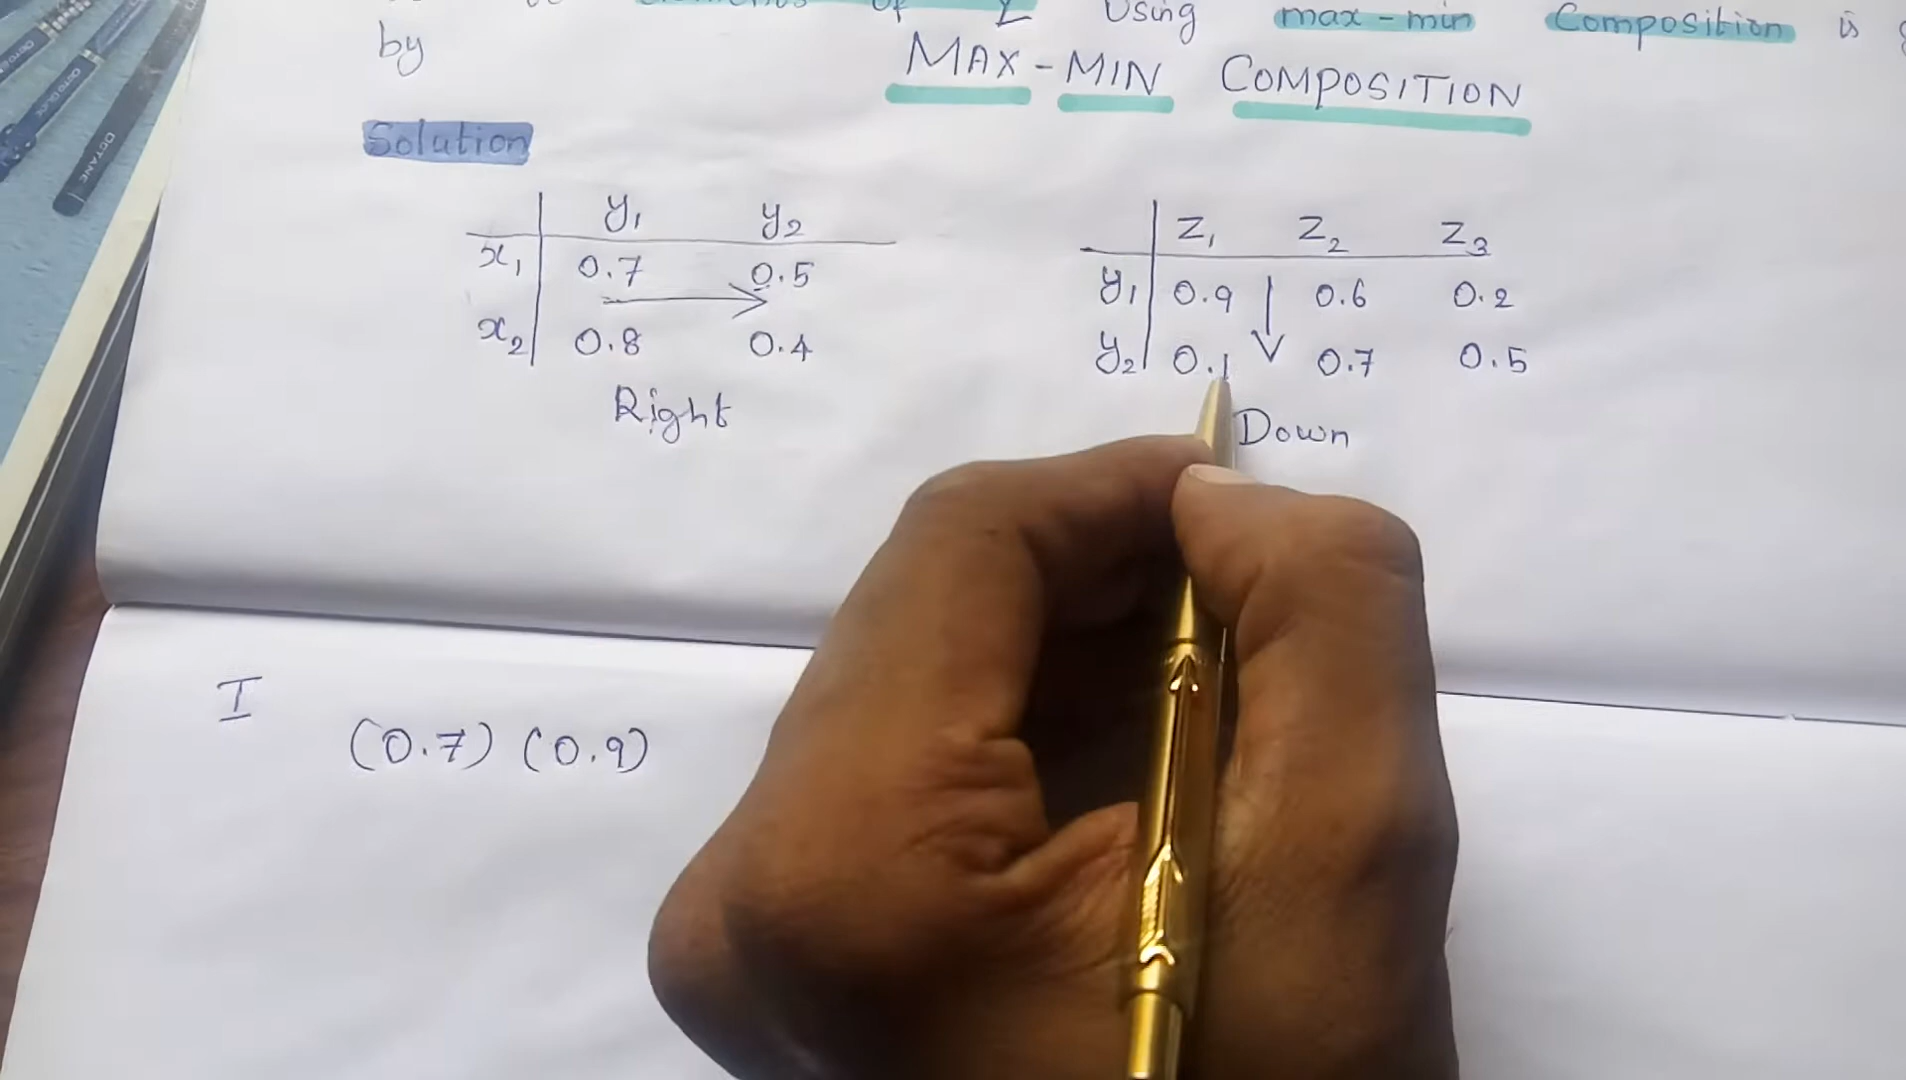 of Using max-min Composition is
by
MAX-MIN COMPOSITION
Solution
y1 y2
x1 0.7 0.5
x2 0.8 0.4
Right
z1 z2 z3
y1 0.9 0.6 0.2
y2 0.1 0.7 0.5
Down
I
(0.7) (0.9)
OCTANE